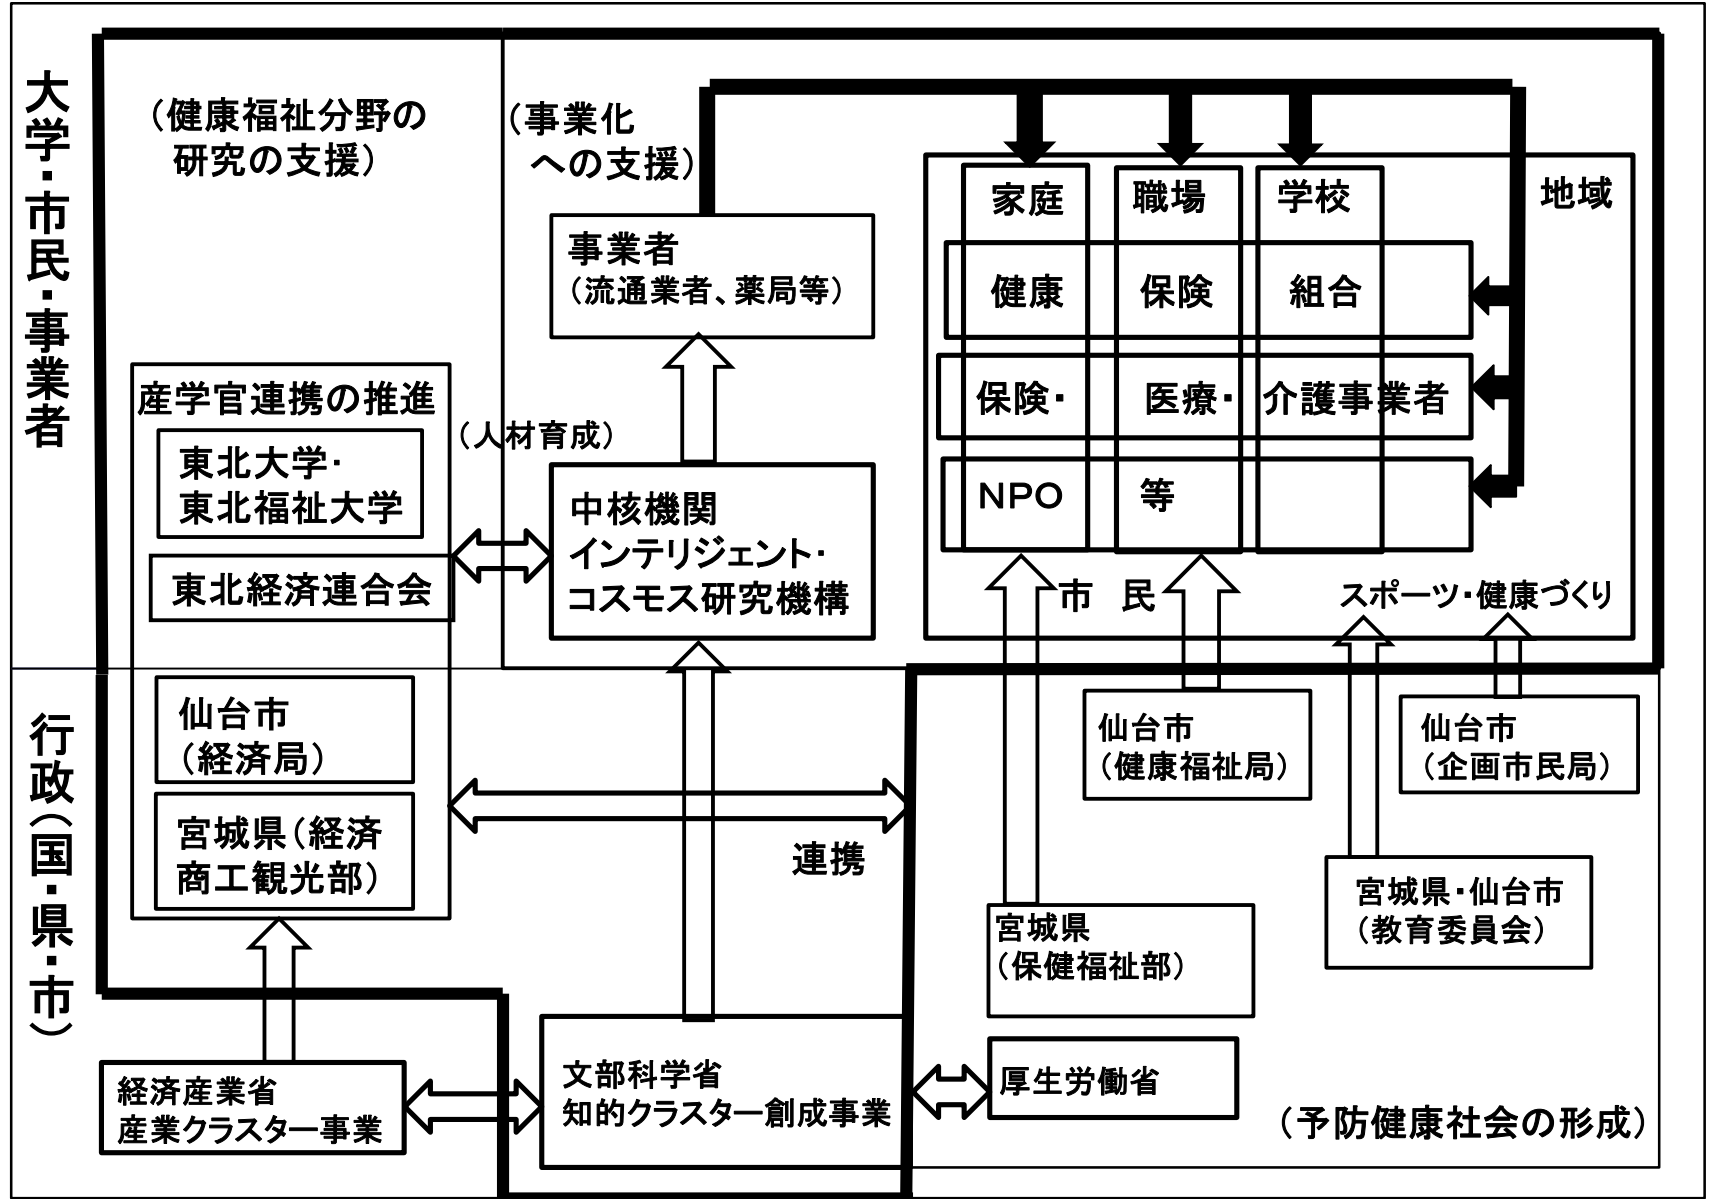 大学・市民・事業者
(健康福祉分野の
研究の支援)
(事業化
への支援)
事業者
(流通業者、薬局等)
家庭
職場
学校
地域
健康
保険
組合
保険・
医療・
介護事業者
NPO
等
市 民
スポーツ・健康づくり
産学官連携の推進
東北大学・
東北福祉大学
東北経済連合会
(人材育成)
中核機関
インテリジェント・
コスモス研究機構
行政(国・県・市)
仙台市
(経済局)
宮城県(経済
商工観光部)
連携
仙台市
(健康福祉局)
仙台市
(企画市民局)
宮城県
(保健福祉部)
宮城県・仙台市
(教育委員会)
経済産業省
産業クラスター事業
文部科学省
知的クラスター創成事業
厚生労働省
(予防健康社会の形成)